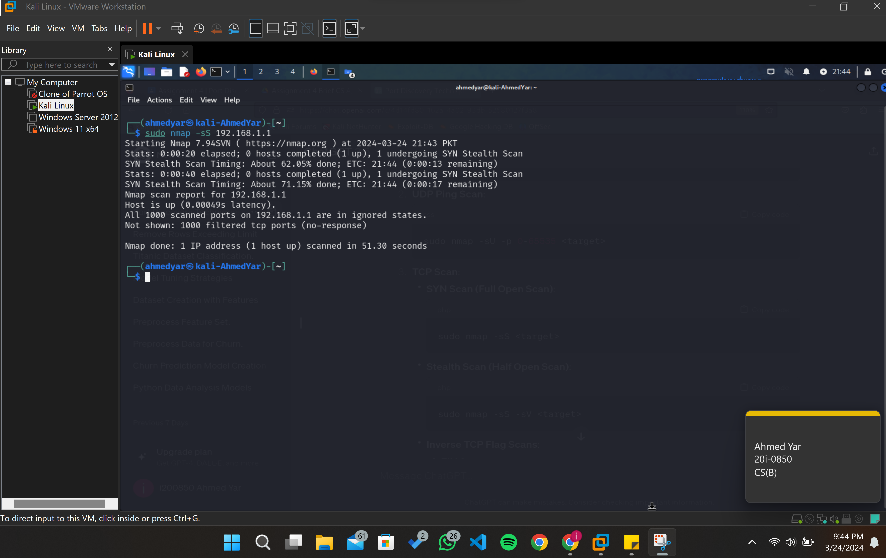 Kali Linux - VMware Workstation
File Edit View VM Tabs Help
Library
Type here to search
My Computer
Clone of Parrot OS
Kali Linux
Windows Server 2012
Windows 11 x64
Kali Linux
1 2 3 4
21:44
ahmedyar@kali-AhmedYar: ~
File Actions Edit View Help
┌──(ahmedyar㉿kali-AhmedYar)-[~]
└─$ sudo nmap -sS 192.168.1.1
Starting Nmap 7.94SVN ( https://nmap.org ) at 2024-03-24 21:43 PKT
Stats: 0:00:20 elapsed; 0 hosts completed (1 up), 1 undergoing SYN Stealth Scan
SYN Stealth Scan Timing: About 62.05% done; ETC: 21:44 (0:00:13 remaining)
Stats: 0:00:40 elapsed; 0 hosts completed (1 up), 1 undergoing SYN Stealth Scan
SYN Stealth Scan Timing: About 71.15% done; ETC: 21:44 (0:00:17 remaining)
Nmap scan report for 192.168.1.1
Host is up (0.00049s latency).
All 1000 scanned ports on 192.168.1.1 are in ignored states.
Not shown: 1000 filtered tcp ports (no-response)
Nmap done: 1 IP address (1 host up) scanned in 51.30 seconds
┌──(ahmedyar㉿kali-AhmedYar)-[~]
└─$
UDP Ping Scan
TCP Scan
SYN Scan (Full Open Scan):
Stealth Scan (Half Open Scan)
Inverse TCP Flag Scans
Ahmed Yar
20i-0850
CS(B)
To direct input to this VM, click inside or press Ctrl+G.
6
2
26
9:44 PM
3/24/2024